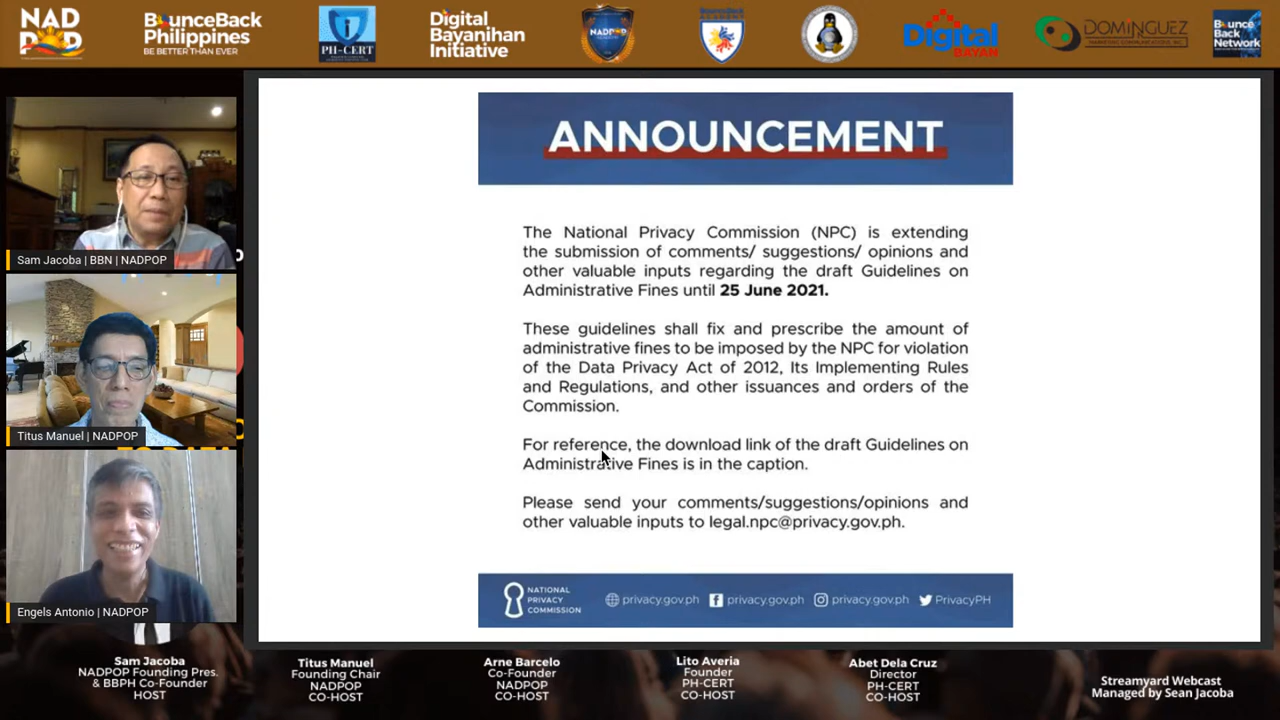 NAD
POP
BounceBack
Philippines
BE BETTER THAN EVER
PH-CERT
Digital
Bayanihan
Initiative
NADPOP
BounceBack
Digital
BAYAN
DOMINGUEZ
MARKETING COMMUNICATIONS, INC.
Bounce
Back
Network
Sam Jacoba | BBN | NADPOP
Titus Manuel | NADPOP
Engels Antonio | NADPOP
ANNOUNCEMENT
The National Privacy Commission (NPC) is extending
the submission of comments/ suggestions/ opinions and
other valuable inputs regarding the draft Guidelines on
Administrative Fines until 25 June 2021.
These guidelines shall fix and prescribe the amount of
administrative fines to be imposed by the NPC for violation
of the Data Privacy Act of 2012, Its Implementing Rules
and Regulations, and other issuances and orders of the
Commission.
For reference, the download link of the draft Guidelines on
Administrative Fines is in the caption.
Please send your comments/suggestions/opinions and
other valuable inputs to legal.npc@privacy.gov.ph.
NATIONAL
PRIVACY
COMMISSION
privacy.gov.ph
privacy.gov.ph
privacy.gov.ph
PrivacyPH
Sam Jacoba
NADPOP Founding Pres.
& BBPH Co-Founder
HOST
Titus Manuel
Founding Chair
NADPOP
CO-HOST
Arne Barcelo
Co-Founder
NADPOP
CO-HOST
Lito Averia
Founder
PH-CERT
CO-HOST
Abet Dela Cruz
Director
PH-CERT
CO-HOST
Streamyard Webcast
Managed by Sean Jacoba